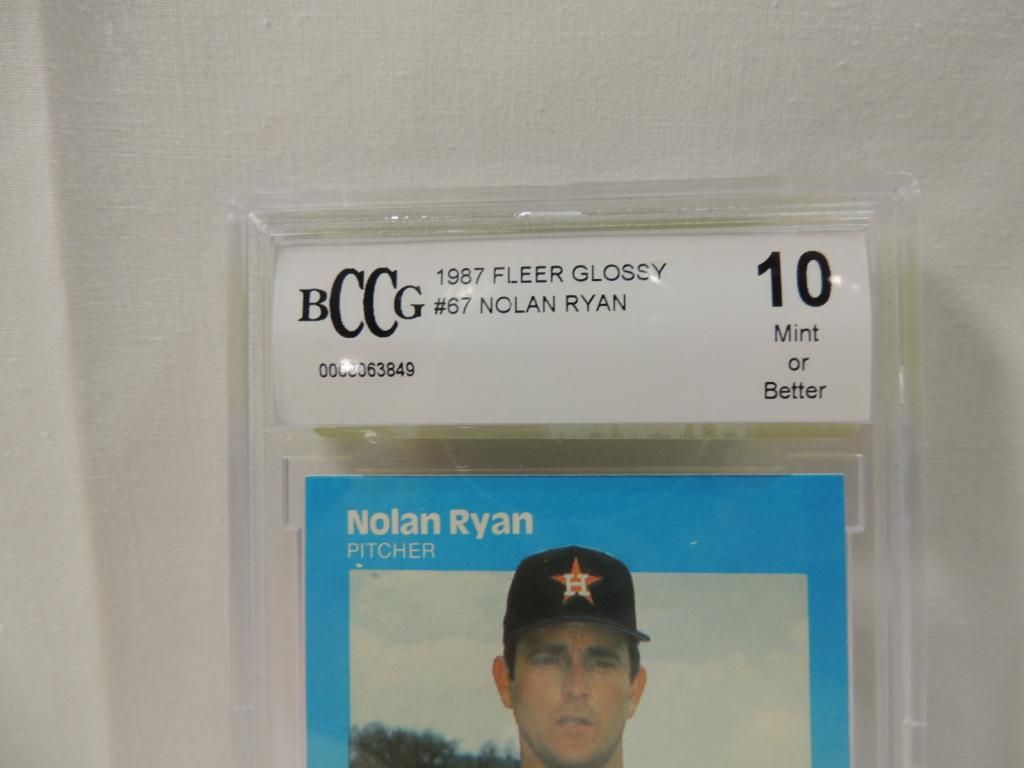 BCCG
1987 FLEER GLOSSY
#67 NOLAN RYAN
10
Mint
or
Better
Nolan Ryan
PITCHER
H